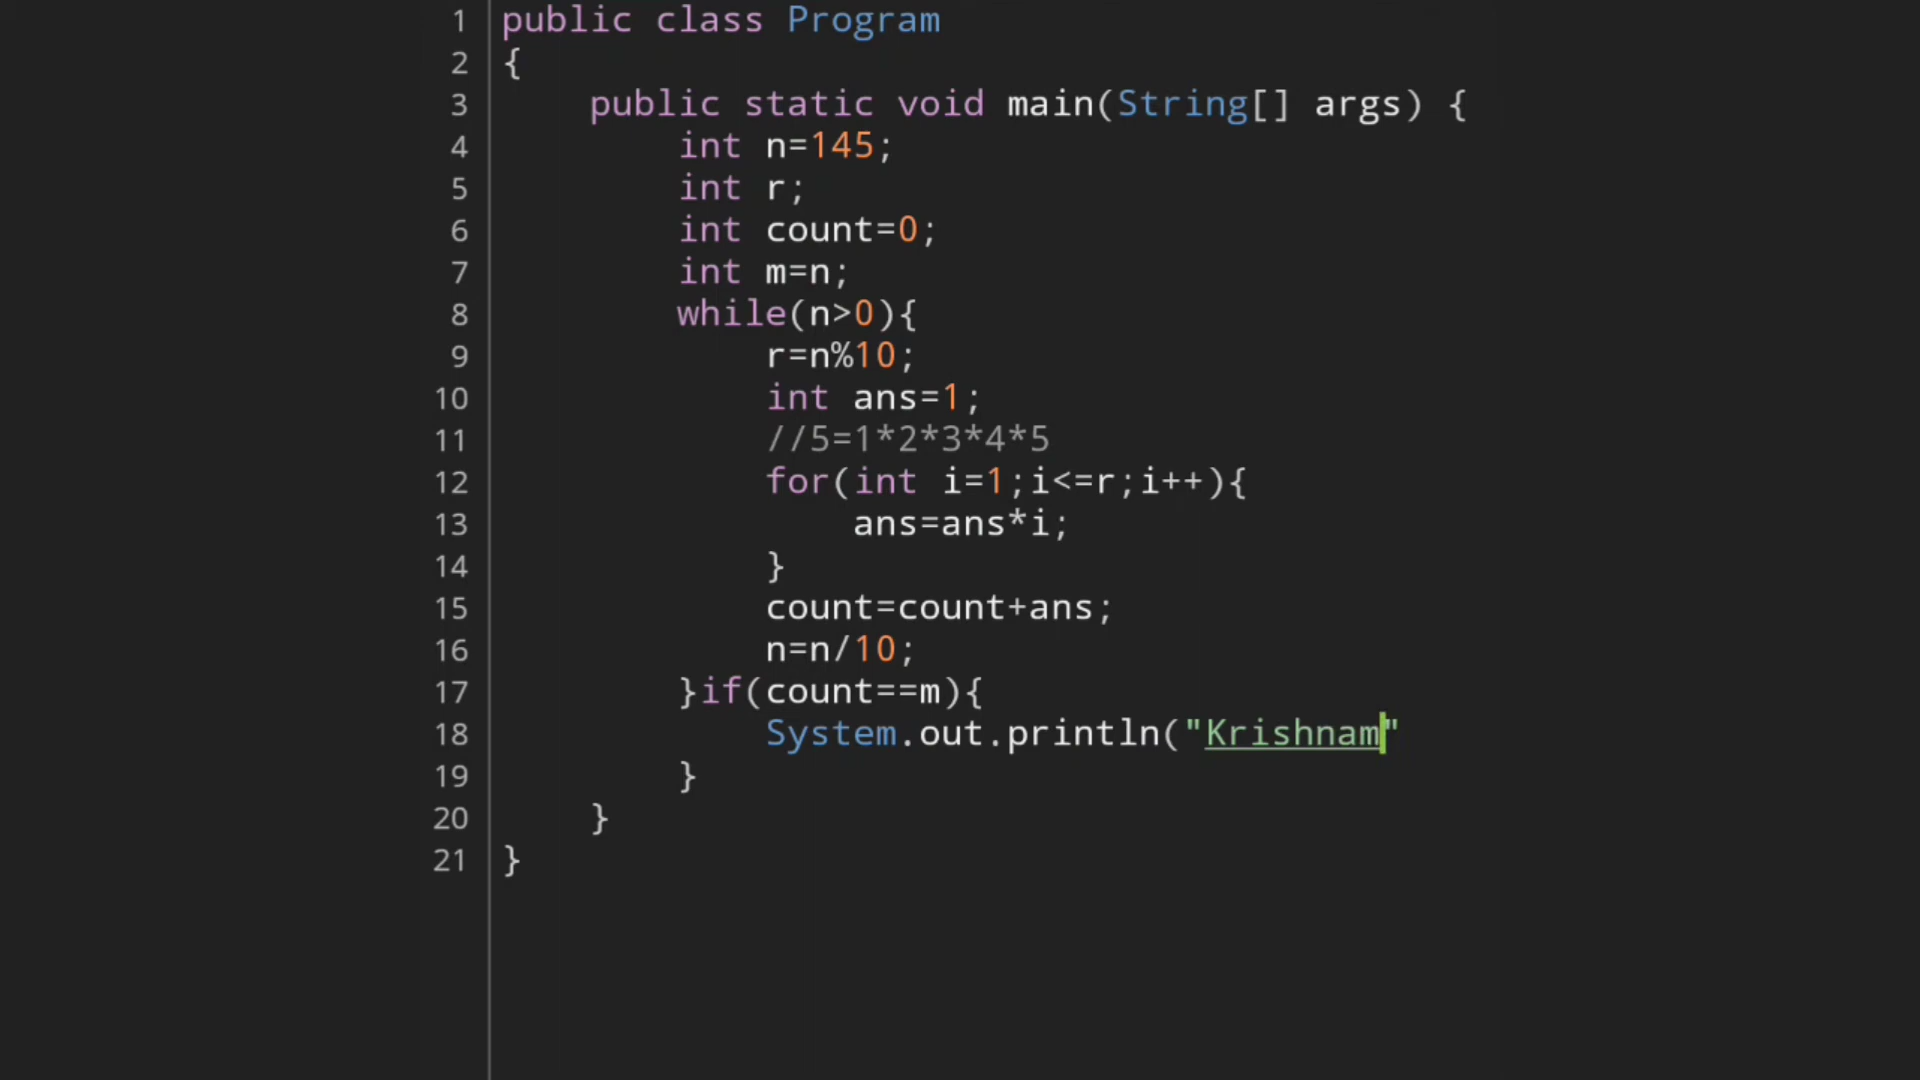 1 public class Program
2 {
3 public static void main(String[] args) {
4 int n=145;
5 int r;
6 int count=0;
7 int m=n;
8 while(n>0){
9 r=n%10;
10 int ans=1;
11 //5=1*2*3*4*5
12 for(int i=1;i<=r;i++){
13 ans=ans*i;
14 }
15 count=count+ans;
16 n=n/10;
17 }if(count==m){
18 System.out.println("Krishnam"
19 }
20 }
21 }